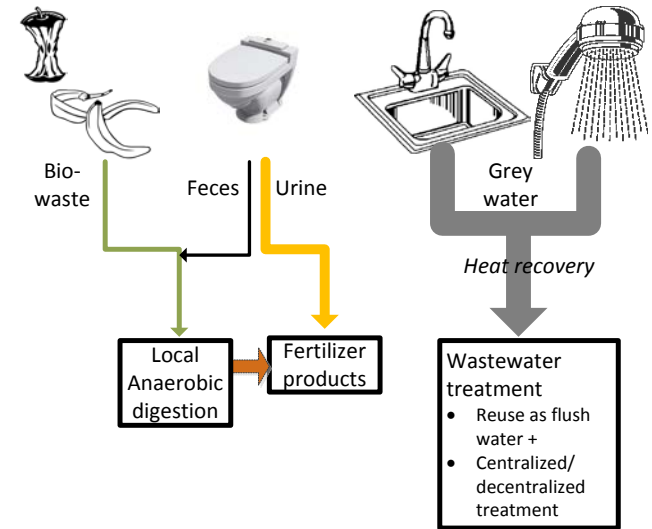 Bio-
waste
Feces
Urine
Grey
water
Heat recovery
Local
Anaerobic
digestion
Fertilizer
products
Wastewater
treatment
• Reuse as flush
water +
• Centralized/
decentralized
treatment